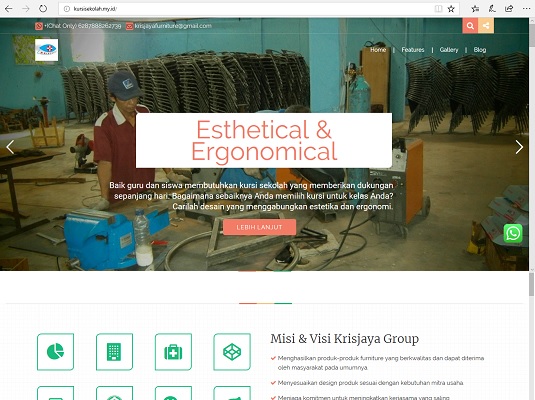 kursisekolah.my.id/
+(Chat Only) 6287888262739 krisjayafurniture@gmail.com
Home | Features | Gallery | Blog
Esthetical &
Ergonomical
Baik guru dan siswa membutuhkan kursi sekolah yang memberikan dukungan
sepanjang hari. Bagaimana sebaiknya Anda memilih kursi untuk kelas Anda?
Carilah desain yang menggabungkan estetika dan ergonomi.
LEBIH LANJUT
Misi & Visi Krisjaya Group
Menghasilkan produk-produk furniture yang berkwalitas dan dapat diterima
oleh masyarakat pada umumnya.
Menyesuaikan design produk sesuai dengan kebutuhan mitra usaha.
Menjaga komitmen untuk meningkatkan kerjasama yang saling